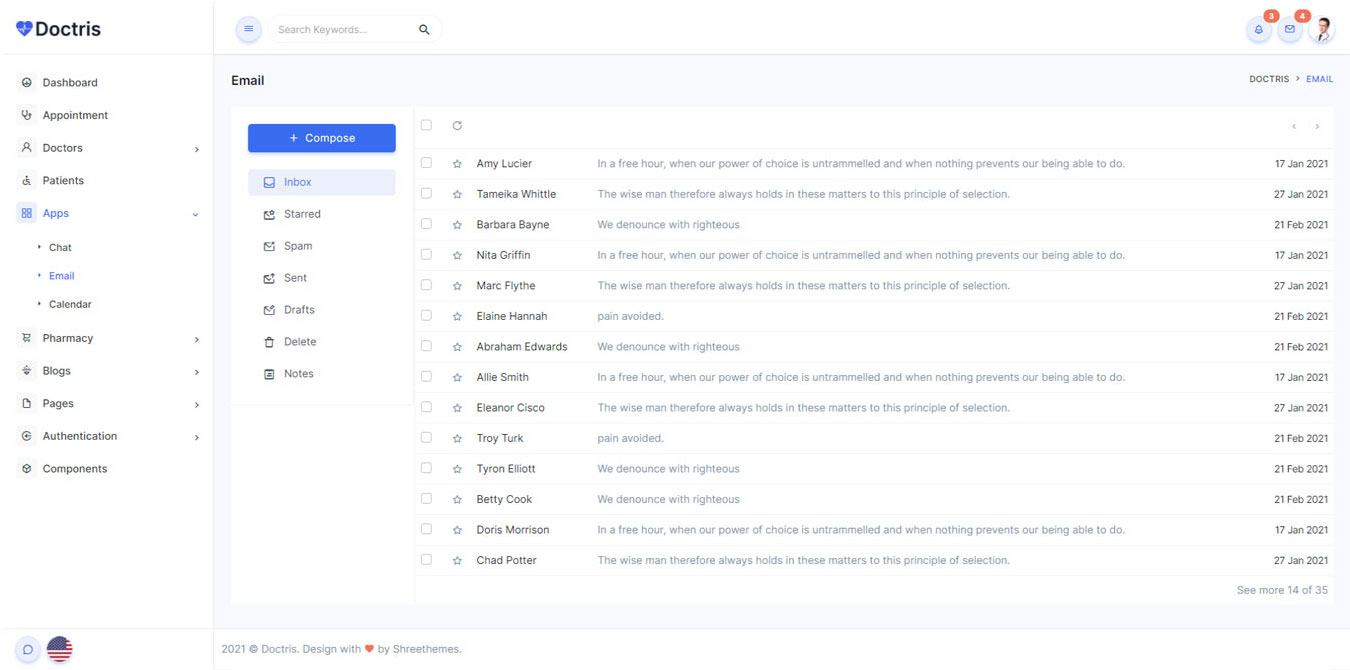 Doctris
Search Keywords...
3
4
Dashboard
Appointment
Doctors
Patients
Apps
Chat
Email
Calendar
Pharmacy
Blogs
Pages
Authentication
Components
Email
DOCTRIS > EMAIL
+ Compose
Inbox
Starred
Spam
Sent
Drafts
Delete
Notes
Amy Lucier In a free hour, when our power of choice is untrammelled and when nothing prevents our being able to do. 17 Jan 2021
Tameika Whittle The wise man therefore always holds in these matters to this principle of selection. 27 Jan 2021
Barbara Bayne We denounce with righteous 21 Feb 2021
Nita Griffin In a free hour, when our power of choice is untrammelled and when nothing prevents our being able to do. 17 Jan 2021
Marc Flythe The wise man therefore always holds in these matters to this principle of selection. 27 Jan 2021
Elaine Hannah pain avoided. 21 Feb 2021
Abraham Edwards We denounce with righteous 21 Feb 2021
Allie Smith In a free hour, when our power of choice is untrammelled and when nothing prevents our being able to do. 17 Jan 2021
Eleanor Cisco The wise man therefore always holds in these matters to this principle of selection. 27 Jan 2021
Troy Turk pain avoided. 21 Feb 2021
Tyron Elliott We denounce with righteous 21 Feb 2021
Betty Cook We denounce with righteous 21 Feb 2021
Doris Morrison In a free hour, when our power of choice is untrammelled and when nothing prevents our being able to do. 17 Jan 2021
Chad Potter The wise man therefore always holds in these matters to this principle of selection. 27 Jan 2021
See more 14 of 35
2021 © Doctris. Design with ❤ by Shreethemes.